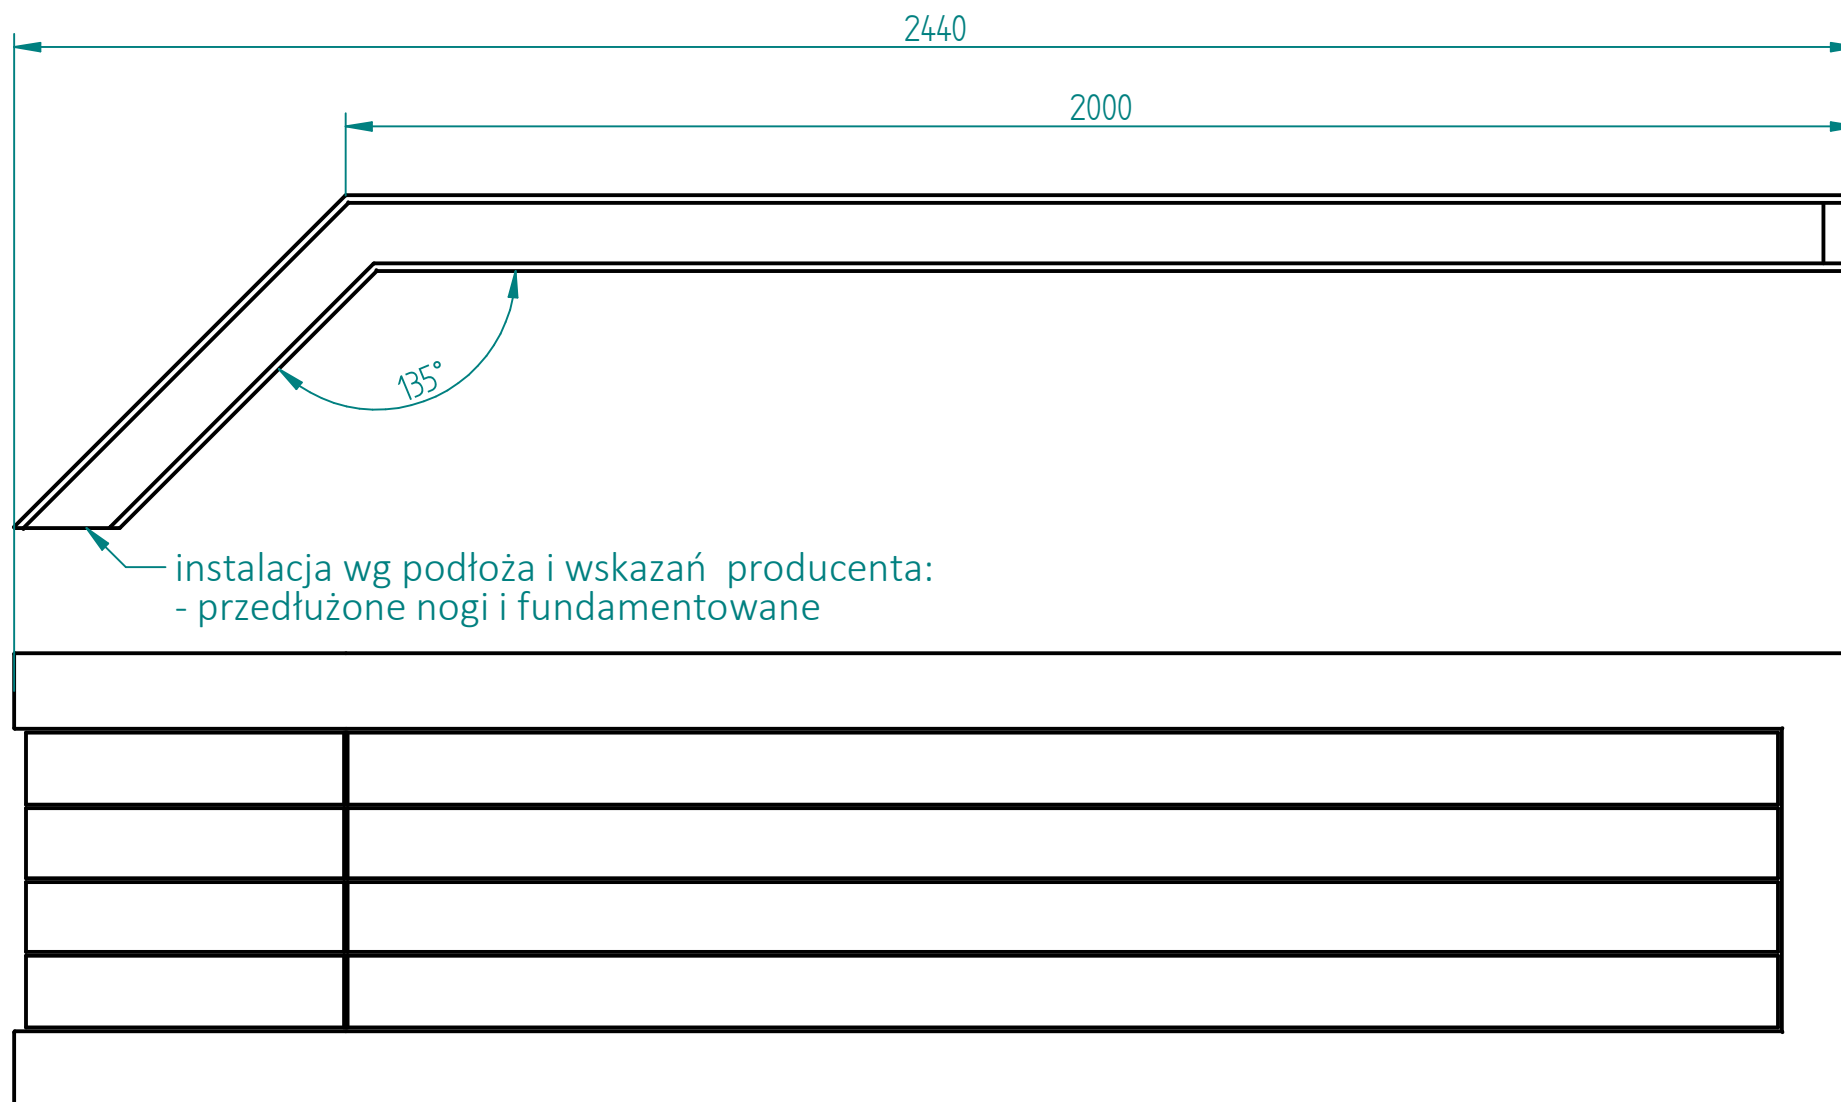 2440
2000
135°
instalacja wg podłoża i wskazań producenta:
- przedłużone nogi i fundamentowane